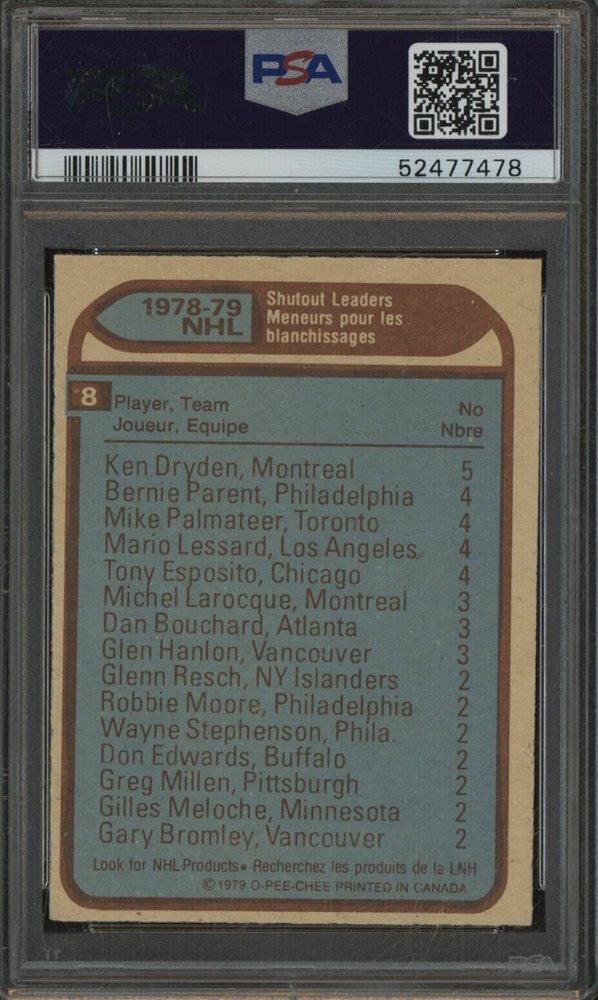 PSA
52477478
1978-79
NHL
Shutout Leaders
Meneurs pour les
blanchissages
8
Player, Team No
Joueur, Equipe Nbre
Ken Dryden, Montreal 5
Bernie Parent, Philadelphia 4
Mike Palmateer, Toronto 4
Mario Lessard, Los Angeles 4
Tony Esposito, Chicago 4
Michel Larocque, Montreal 3
Dan Bouchard, Atlanta 3
Glen Hanlon, Vancouver 3
Glenn Resch, NY Islanders 2
Robbie Moore, Philadelphia 2
Wayne Stephenson, Phila. 2
Don Edwards, Buffalo 2
Greg Millen, Pittsburgh 2
Gilles Meloche, Minnesota 2
Gary Bromley, Vancouver 2
Look for NHL Products• Recherchez les produits de la LNH
©1979 O-PEE-CHEE PRINTED IN CANADA
PSA